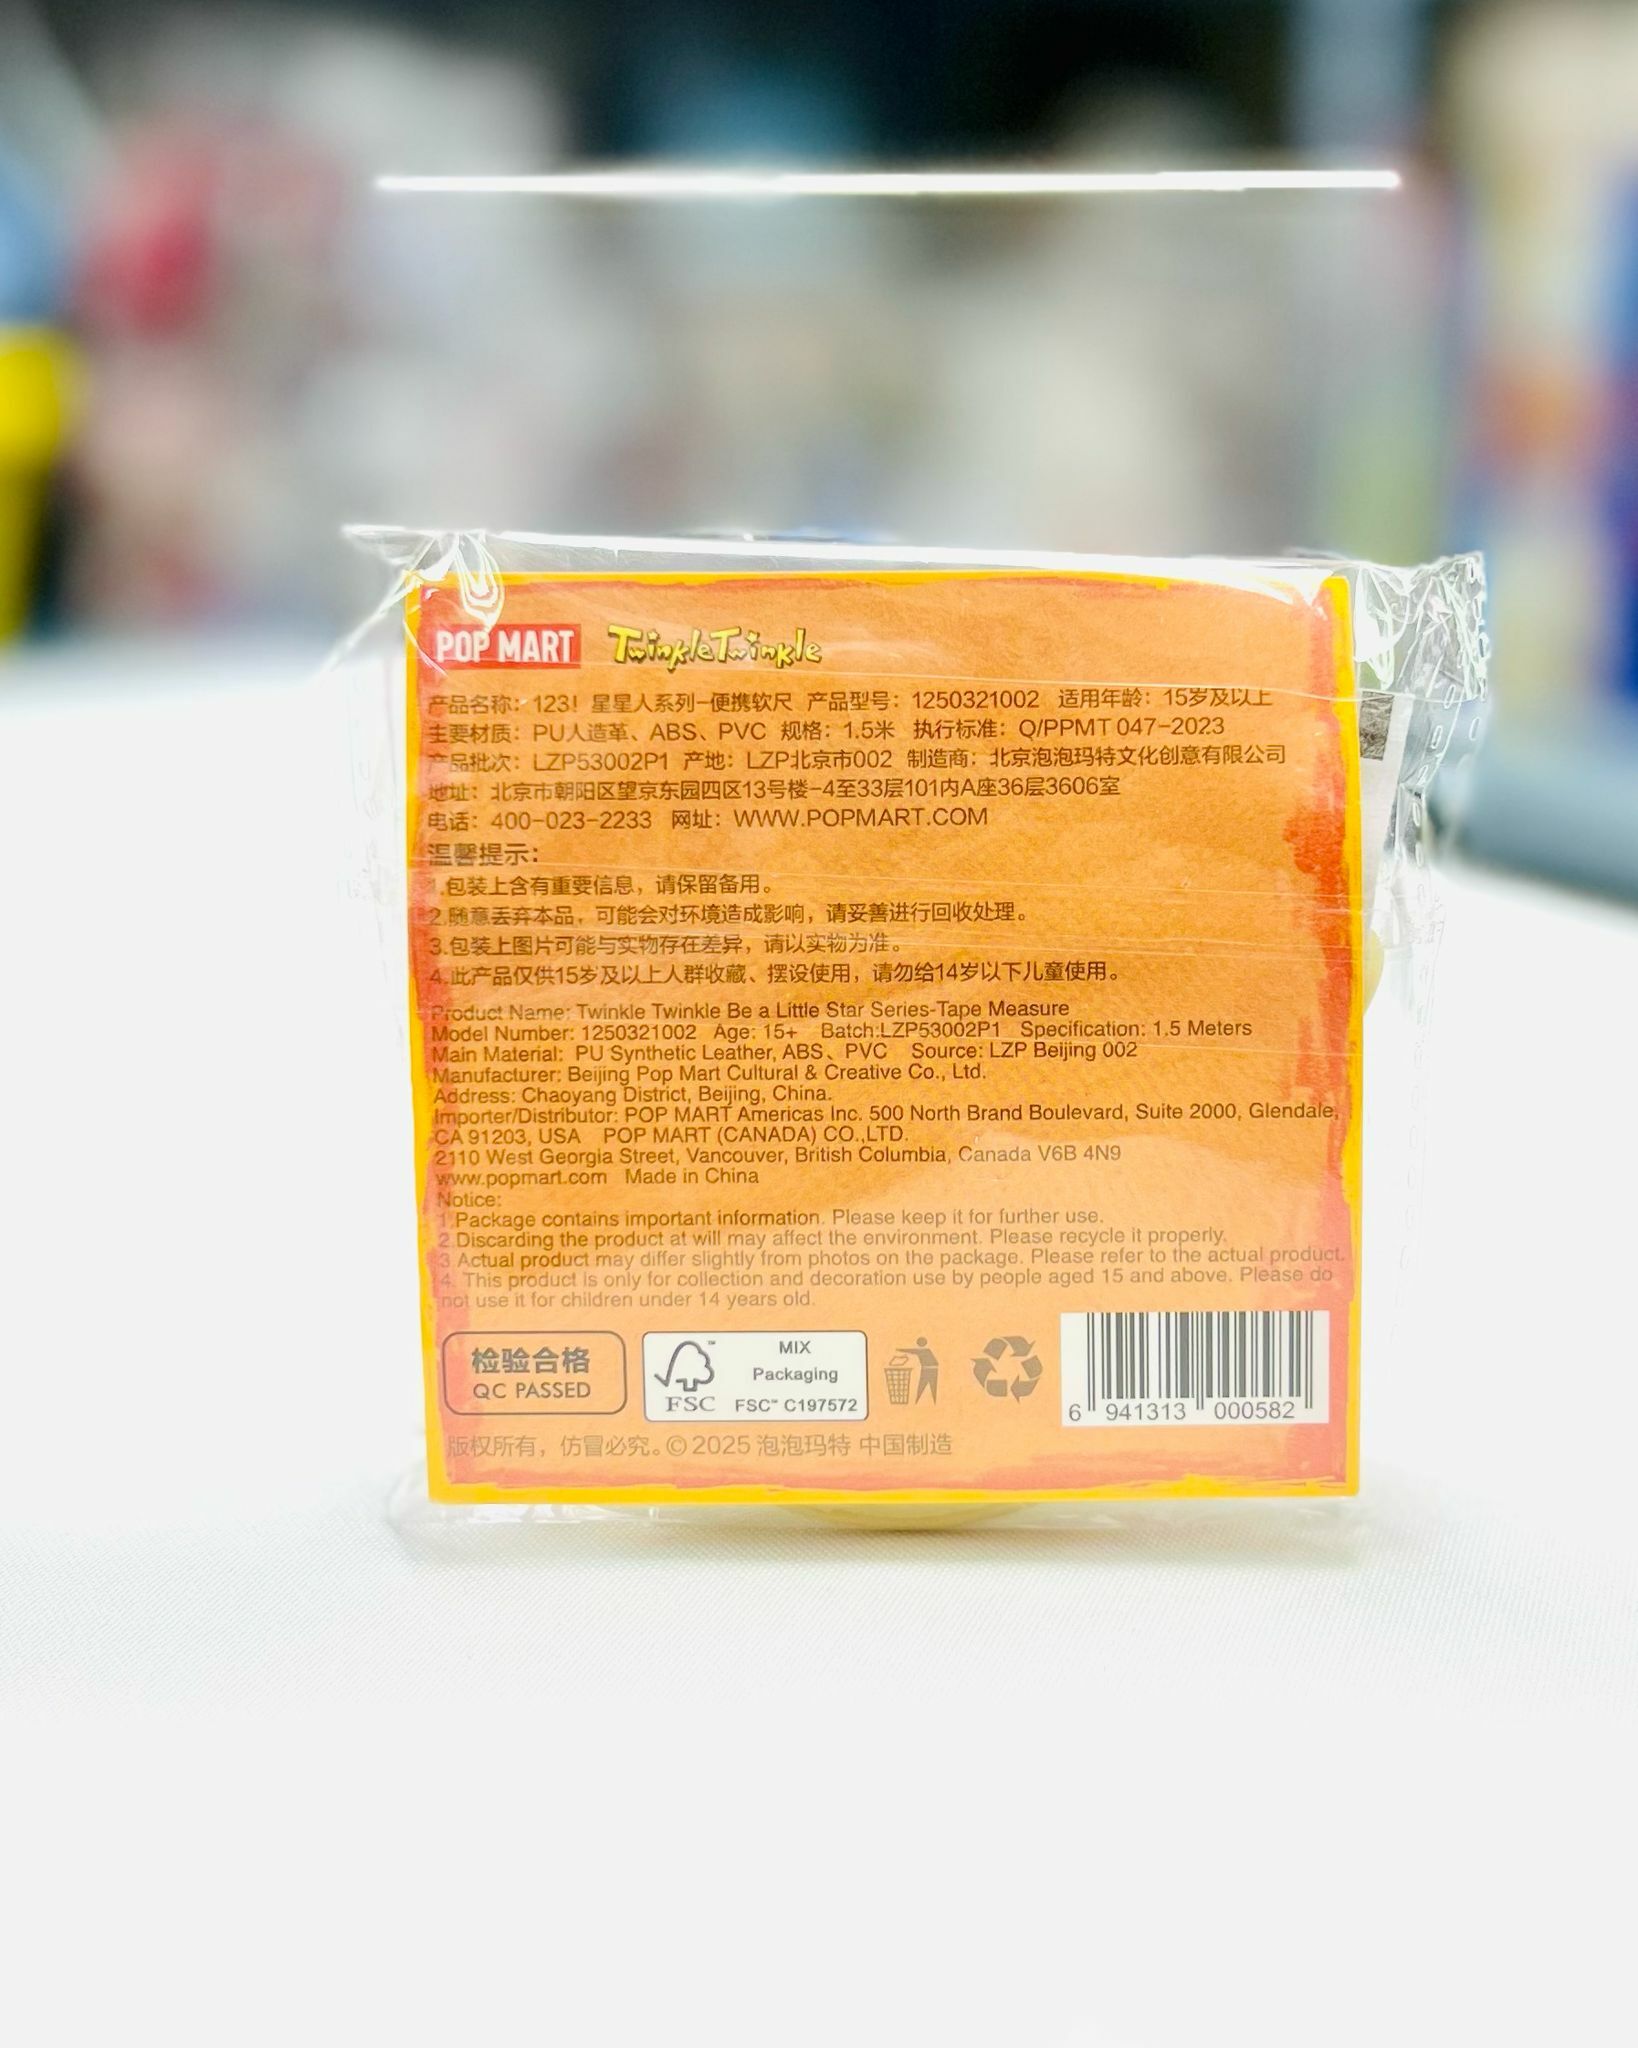 POP MART TwinkleTwinkle
产品名称：123！星星人系列-便携软尺 产品型号：1250321002 适用年龄：15岁及以上
主要材质：PU人造革、ABS、PVC 规格：1.5米 执行标准：Q/PPMT 047-2023
产品批次：LZP53002P1 产地：LZP北京市002 制造商：北京泡泡玛特文化创意有限公司
地址：北京市朝阳区望京东园四区13号楼-4至33层101内A座36层3606室
电话：400-023-2233 网址：WWW.POPMART.COM
温馨提示：
1.包装上含有重要信息，请保留备用。
2.随意丢弃本品，可能会对环境造成影响，请妥善进行回收处理。
3.包装上图片可能与实物存在差异，请以实物为准。
4.此产品仅供15岁及以上人群收藏、摆设使用，请勿给14岁以下儿童使用。
Product Name: Twinkle Twinkle Be a Little Star Series-Tape Measure
Model Number: 1250321002 Age: 15+ Batch:LZP53002P1 Specification: 1.5 Meters
Main Material: PU Synthetic Leather, ABS、PVC Source: LZP Beijing 002
Manufacturer: Beijing Pop Mart Cultural & Creative Co., Ltd.
Address: Chaoyang District, Beijing, China.
Importer/Distributor: POP MART Americas Inc. 500 North Brand Boulevard, Suite 2000, Glendale,
CA 91203, USA POP MART (CANADA) CO.,LTD.
2110 West Georgia Street, Vancouver, British Columbia, Canada V6B 4N9
www.popmart.com Made in China
Notice:
1.Package contains important information. Please keep it for further use.
2.Discarding the product at will may affect the environment. Please recycle it properly.
3 Actual product may differ slightly from photos on the package. Please refer to the actual product.
4. This product is only for collection and decoration use by people aged 15 and above. Please do
not use it for children under 14 years old.
检验合格
QC PASSED
FSC™
MIX
Packaging
FSC™ C197572
6 941313 000582
版权所有，仿冒必究。© 2025 泡泡玛特 中国制造